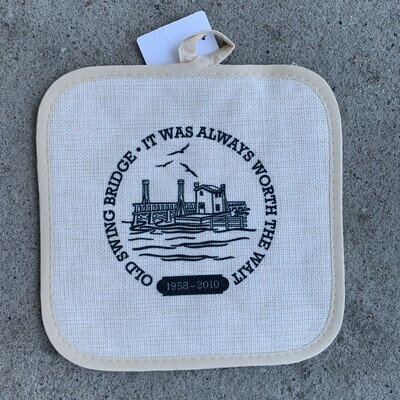 OLD SWING BRIDGE • IT WAS ALWAYS WORTH THE WAIT
1958-2010